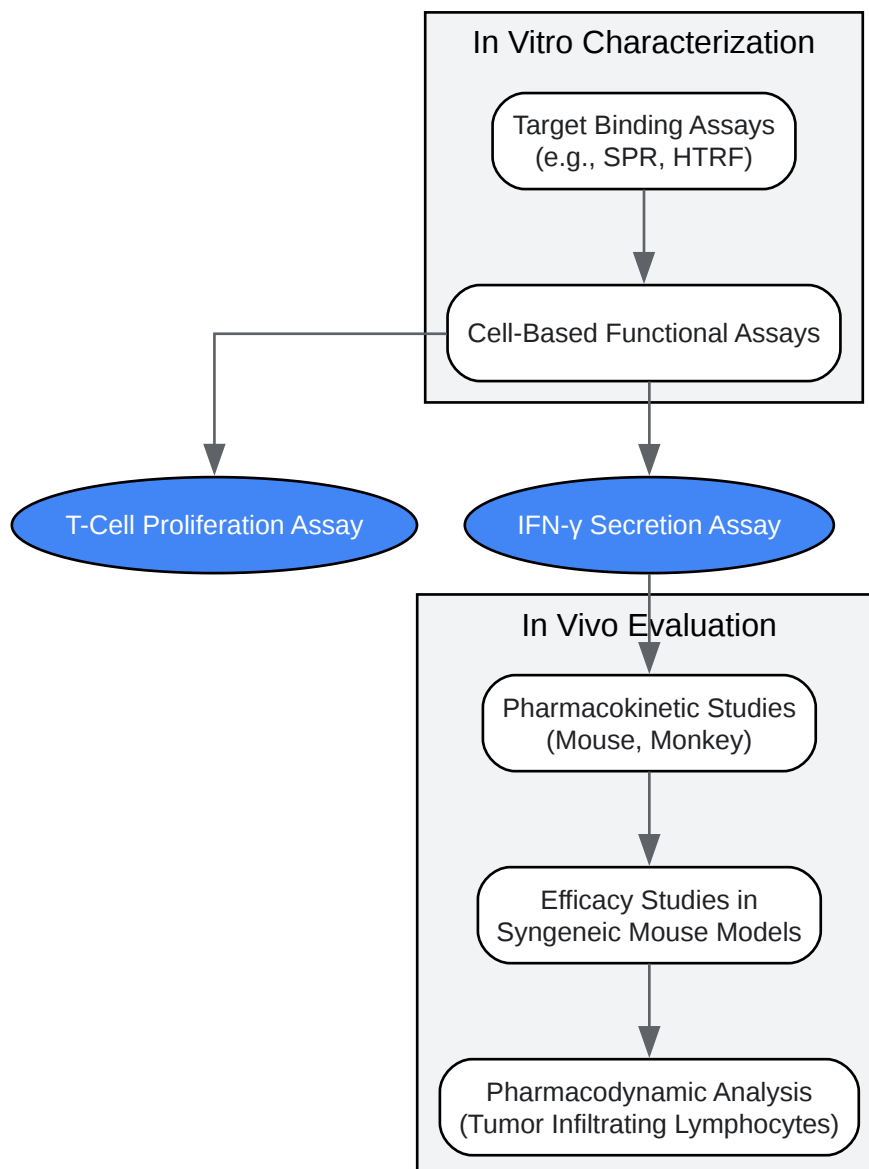 In Vitro Characterization
Target Binding Assays
(e.g., SPR, HTRF)
Cell-Based Functional Assays
T-Cell Proliferation Assay
IFN-γ Secretion Assay
In Vivo Evaluation
Pharmacokinetic Studies
(Mouse, Monkey)
Efficacy Studies in
Syngeneic Mouse Models
Pharmacodynamic Analysis
(Tumor Infiltrating Lymphocytes)